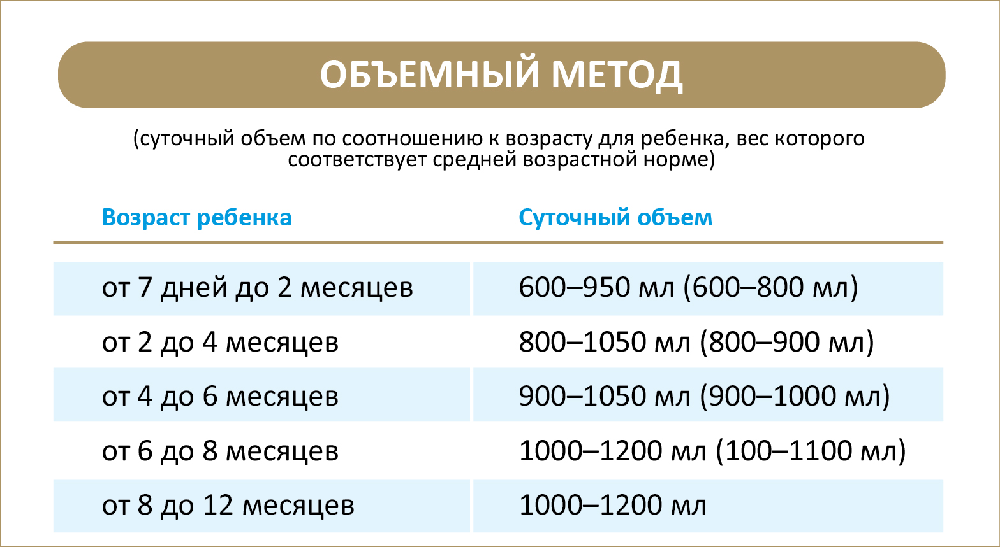 ОБЪЕМНЫЙ МЕТОД
(суточный объем по соотношению к возрасту для ребенка, вес которого
соответствует средней возрастной норме)
Возраст ребенка Суточный объем
от 7 дней до 2 месяцев 600–950 мл (600–800 мл)
от 2 до 4 месяцев 800–1050 мл (800–900 мл)
от 4 до 6 месяцев 900–1050 мл (900–1000 мл)
от 6 до 8 месяцев 1000–1200 мл (100–1100 мл)
от 8 до 12 месяцев 1000–1200 мл